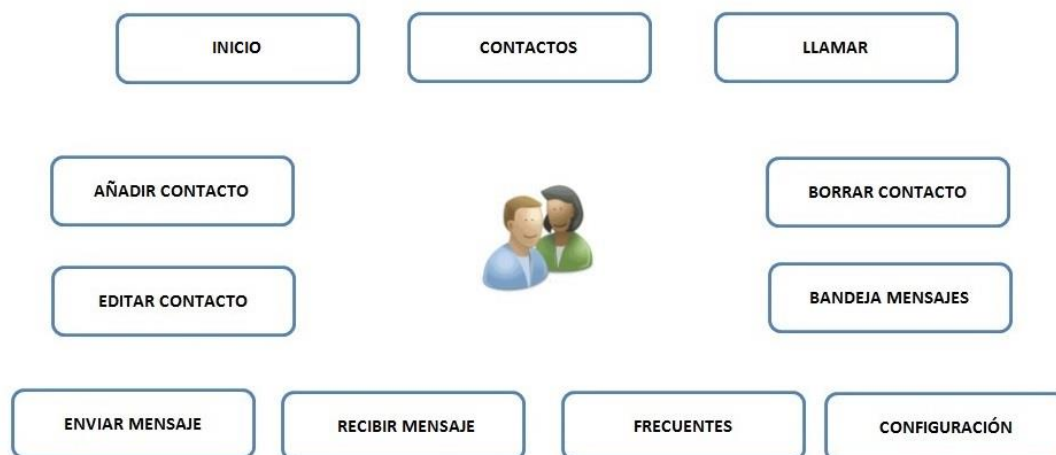 INICIO
CONTACTOS
LLAMAR
AÑADIR CONTACTO
BORRAR CONTACTO
EDITAR CONTACTO
BANDEJA MENSAJES
ENVIAR MENSAJE
RECIBIR MENSAJE
FRECUENTES
CONFIGURACIÓN